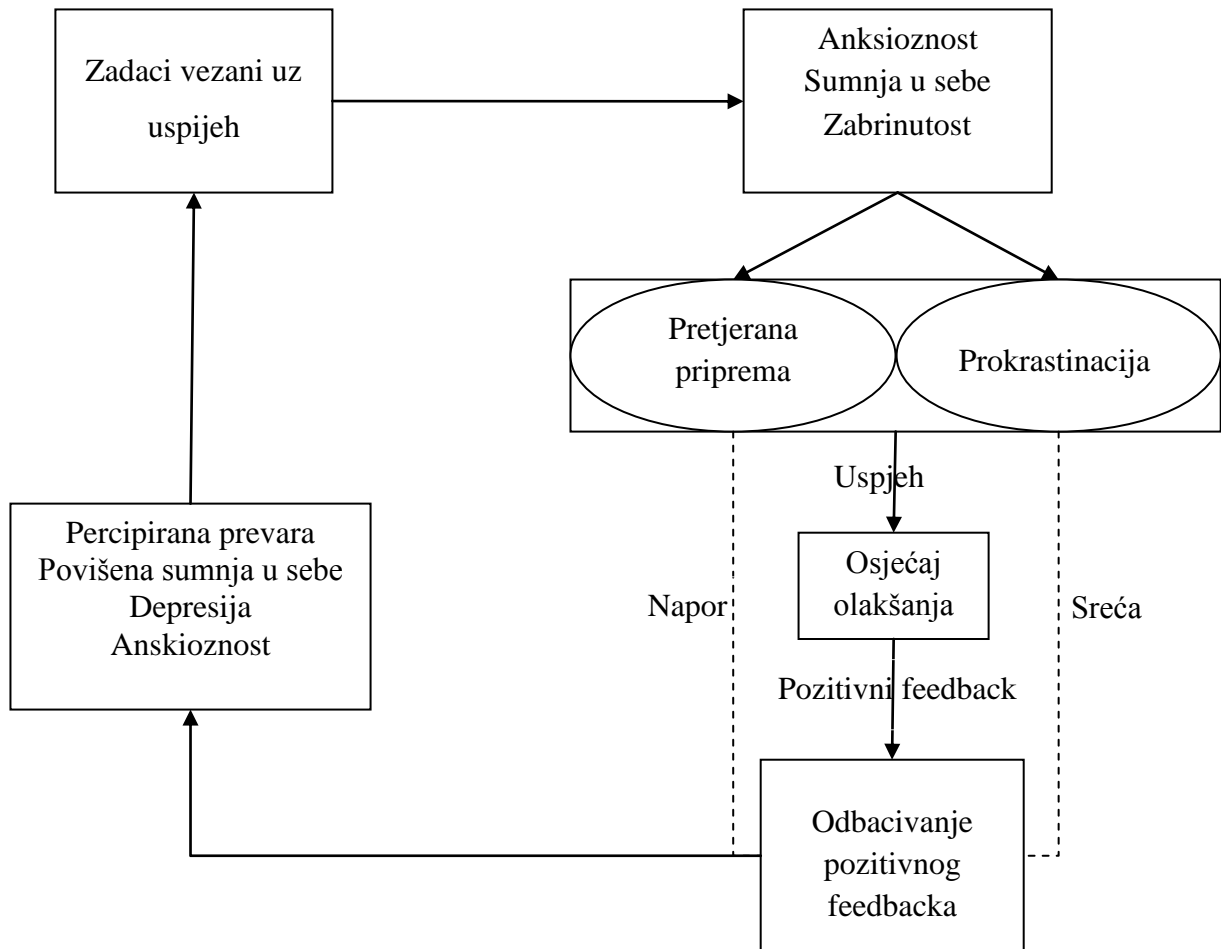 Zadaci vezani uz
uspijeh
Anksioznost
Sumnja u sebe
Zabrinutost
Pretjerana
priprema
Prokrastinacija
Uspjeh
Percipirana prevara
Povišena sumnja u sebe
Depresija
Anskioznost
Osjećaj
olakšanja
Napor
Sreća
Pozitivni feedback
Odbacivanje
pozitivnog
feedbacka